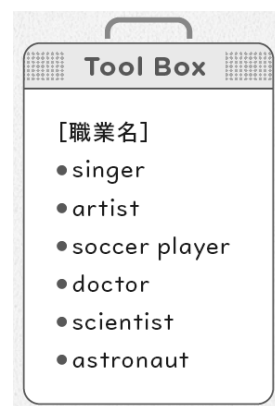 Tool Box
[職業名]
●singer
●artist
●soccer player
●doctor
●scientist
●astronaut